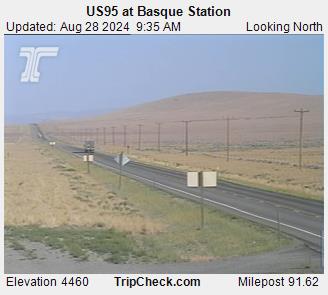 US95 at Basque Station
Updated: Aug 28 2024 9:35 AM Looking North
Elevation 4460 TripCheck.com Milepost 91.62